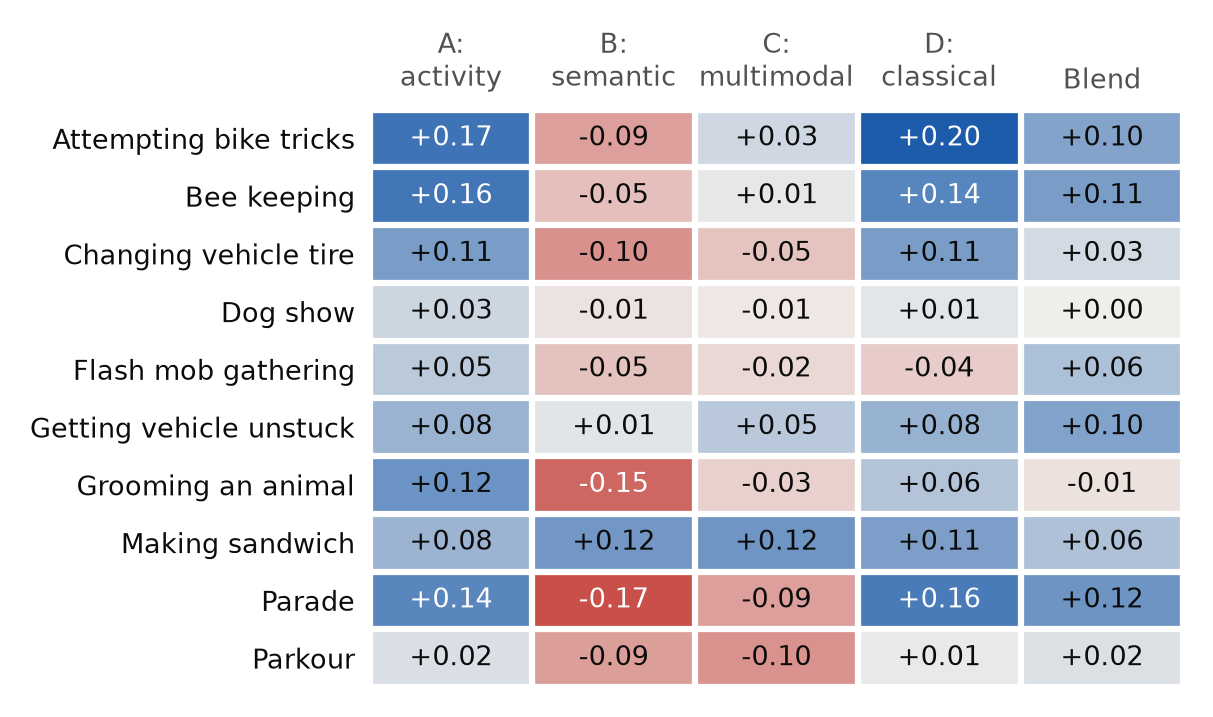 A: B: C: D:
activity semantic multimodal classical Blend
Attempting bike tricks +0.17 -0.09 +0.03 +0.20 +0.10
Bee keeping +0.16 -0.05 +0.01 +0.14 +0.11
Changing vehicle tire +0.11 -0.10 -0.05 +0.11 +0.03
Dog show +0.03 -0.01 -0.01 +0.01 +0.00
Flash mob gathering +0.05 -0.05 -0.02 -0.04 +0.06
Getting vehicle unstuck +0.08 +0.01 +0.05 +0.08 +0.10
Grooming an animal +0.12 -0.15 -0.03 +0.06 -0.01
Making sandwich +0.08 +0.12 +0.12 +0.11 +0.06
Parade +0.14 -0.17 -0.09 +0.16 +0.12
Parkour +0.02 -0.09 -0.10 +0.01 +0.02